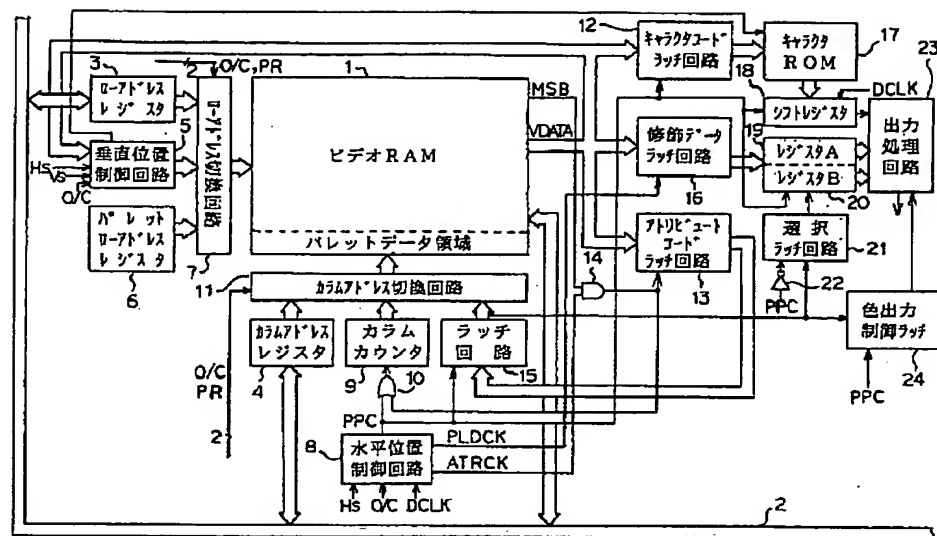 12
キャラクタコード
ラッチ回路
キャラクタ
ROM
17
23
3
2
O/C, PR
1
MSB
18
DCLK
ローアドレス
レジスタ
ローアドレス切換回路
VDATA
シフトレジスタ
出力
処理
回路
5
垂直位置
制御回路
Hs
Vs
O/C
ビデオRAM
修飾データ
ラッチ回路
16
19
レジスタA
レジスタB
20
パレット
ローアドレス
レジスタ
6
7
パレットデータ領域
アトリビュート
コード
ラッチ回路
13
14
選択
ラッチ回路
21
22
PPC
11
カラムアドレス切換回路
カラムアドレス
レジスタ
4
カラム
カウンタ
9
10
ラッチ
回路
15
色出力
制御ラッチ
24
PPC
O/C
PR
2
PPC
8
水平位置
制御回路
PLDCK
ATRCK
Hs
O/C
DCLK
2